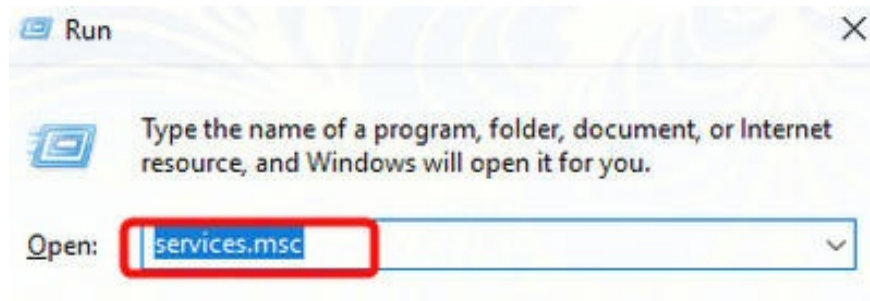 Run
Type the name of a program, folder, document, or Internet
resource, and Windows will open it for you.
Open: services.msc